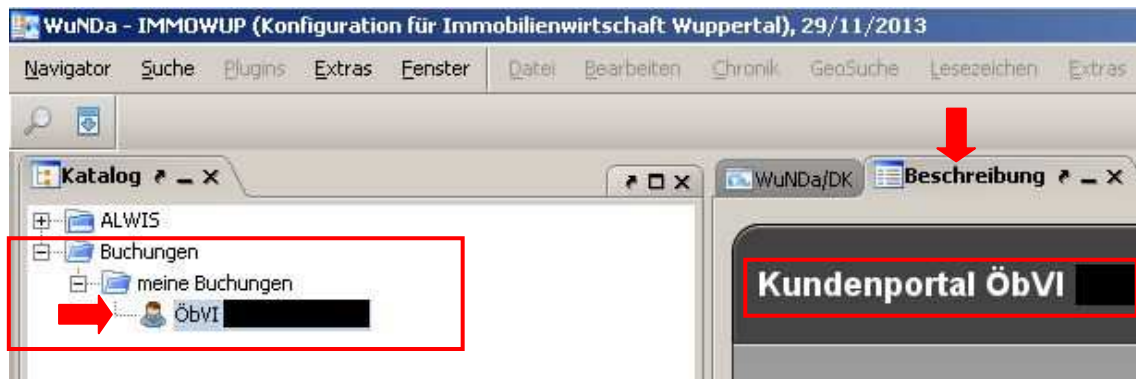 WuNDa - IMMOWUP (Konfiguration für Immobilienwirtschaft Wuppertal), 29/11/2013
Navigator Suche Plugins Extras Fenster Datei Bearbeiten Chronik GeoSuche Lesezeichen Extras
Katalog
WuNDa/DK Beschreibung
ALWIS
Buchungen
meine Buchungen
ÖbVI
Kundenportal ÖbVI